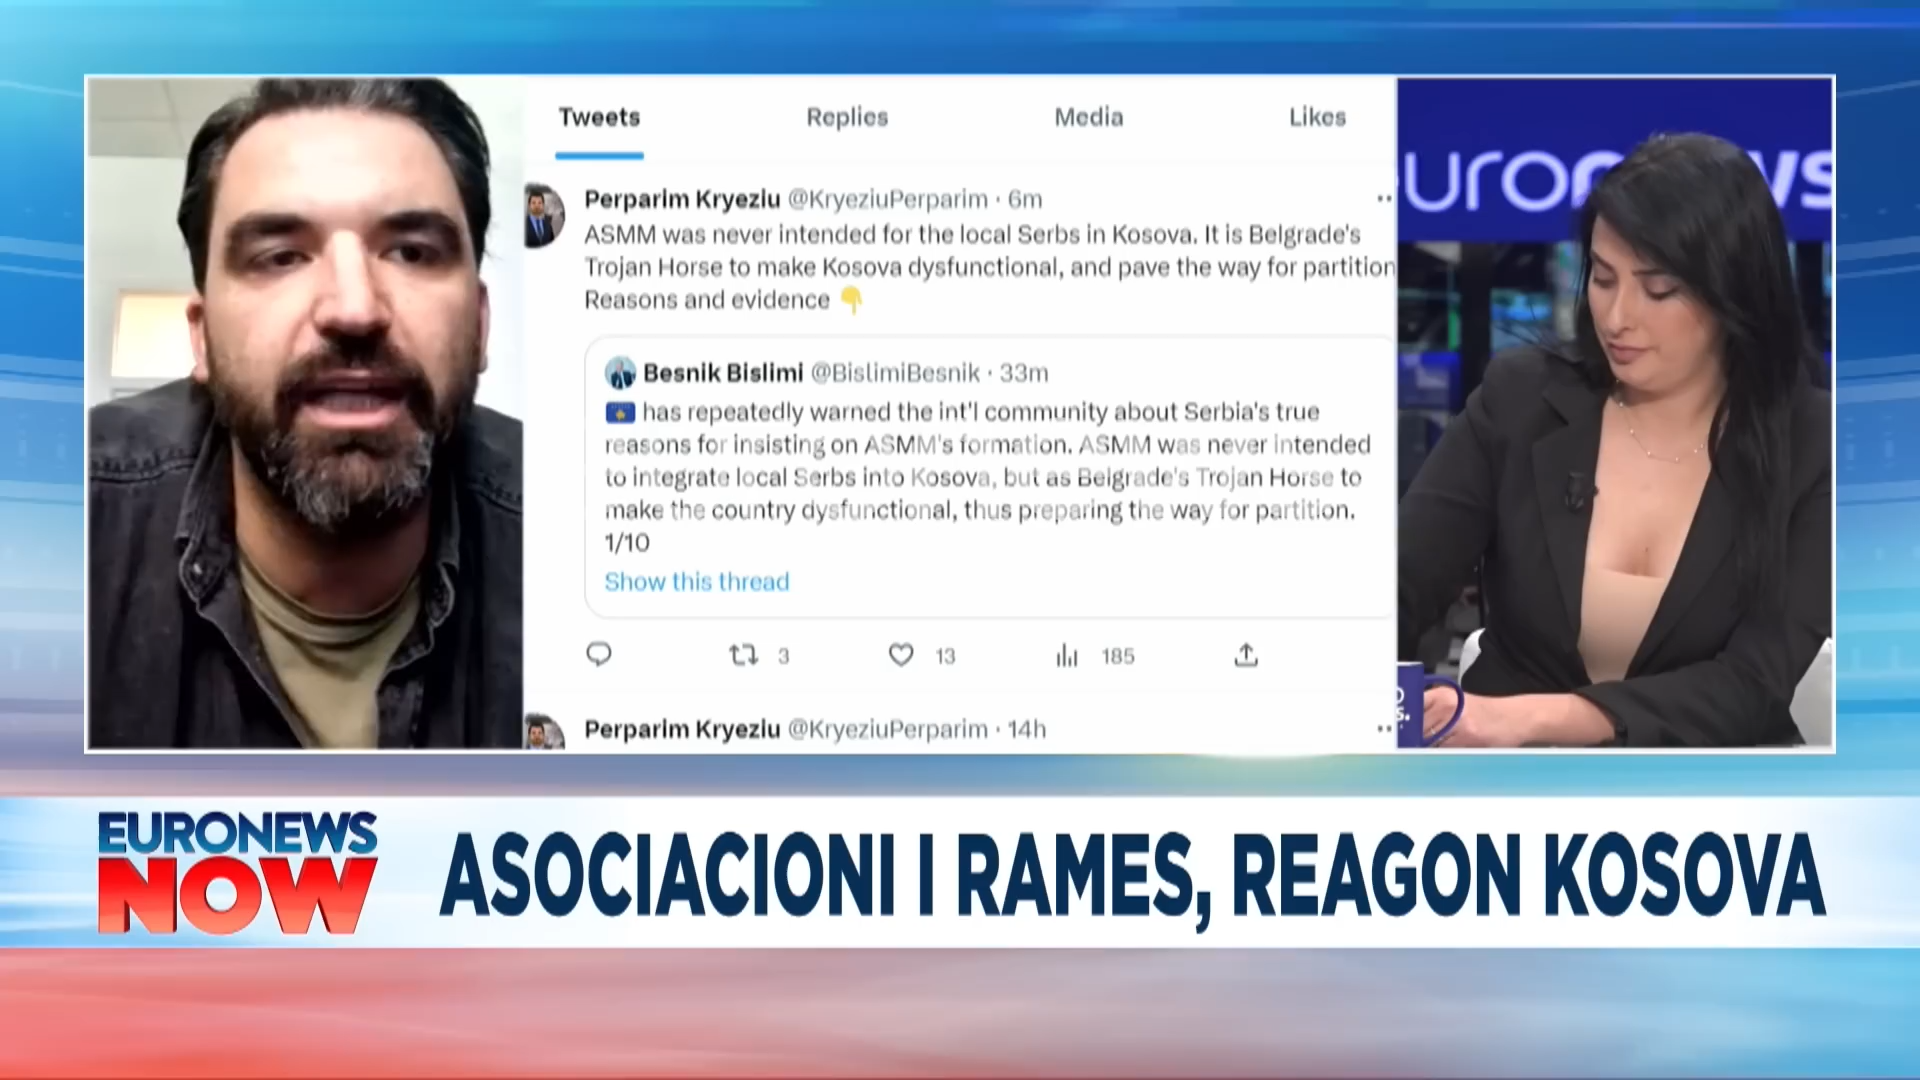 Tweets Replies Media Likes
Perparim Kryeziu @KryeziuPerparim · 6m
ASMM was never intended for the local Serbs in Kosova. It is Belgrade's
Trojan Horse to make Kosova dysfunctional, and pave the way for partition
Reasons and evidence 👇
Besnik Bislimi @BislimiBesnik · 33m
🇽🇰 has repeatedly warned the int'l community about Serbia's true
reasons for insisting on ASMM's formation. ASMM was never intended
to integrate local Serbs into Kosova, but as Belgrade's Trojan Horse to
make the country dysfunctional, thus preparing the way for partition.
1/10
Show this thread
3 13 185
Perparim Kryeziu @KryeziuPerparim · 14h
euronews
EURONEWS
NOW
ASOCIACIONI I RAMES, REAGON KOSOVA